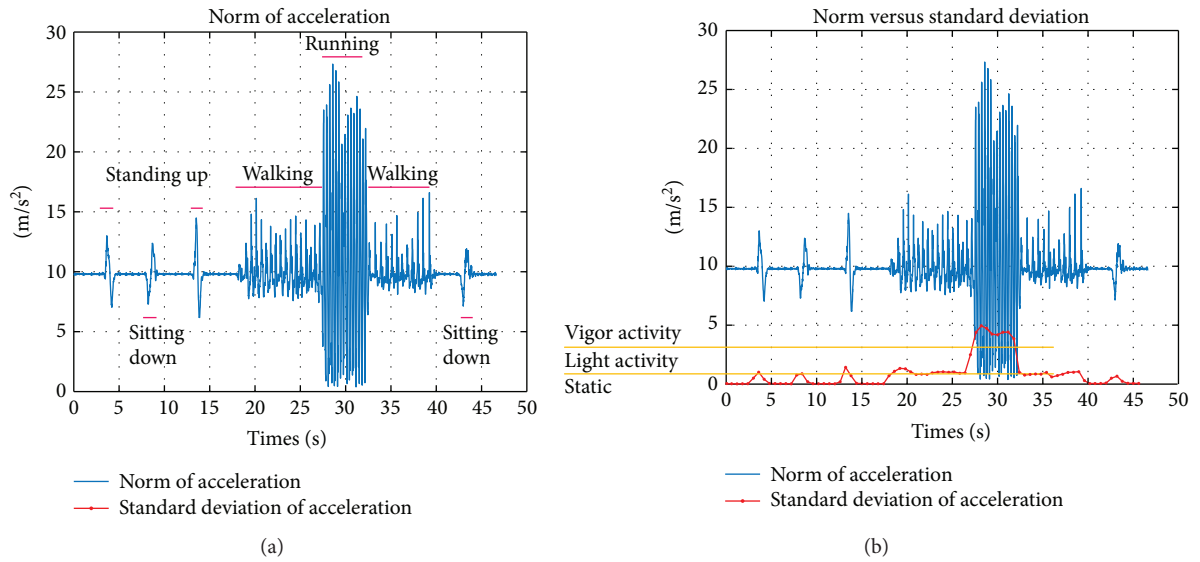 Norm of acceleration
30
25
20
15
10
5
0
(m/s²)
Running
Standing up
Walking
Walking
Sitting
down
Sitting
down
0 5 10 15 20 25 30 35 40 45 50
Times (s)
Norm of acceleration
Standard deviation of acceleration
(a)
Norm versus standard deviation
30
25
20
15
10
5
0
(m/s²)
Vigor activity
Light activity
Static
0 5 10 15 20 25 30 35 40 45 50
Times (s)
Norm of acceleration
Standard deviation of acceleration
(b)